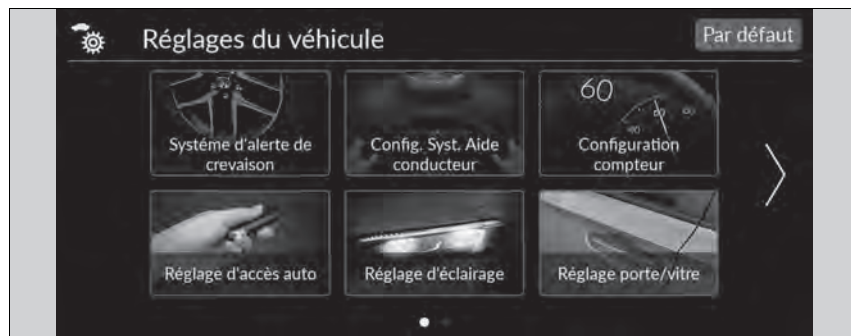 Réglages du véhicule
Par défaut
Systéme d'alerte de
crevaison
Config. Syst. Aide
conducteur
60
Configuration
compteur
Réglage d'accès auto
Réglage d'éclairage
Réglage porte/vitre